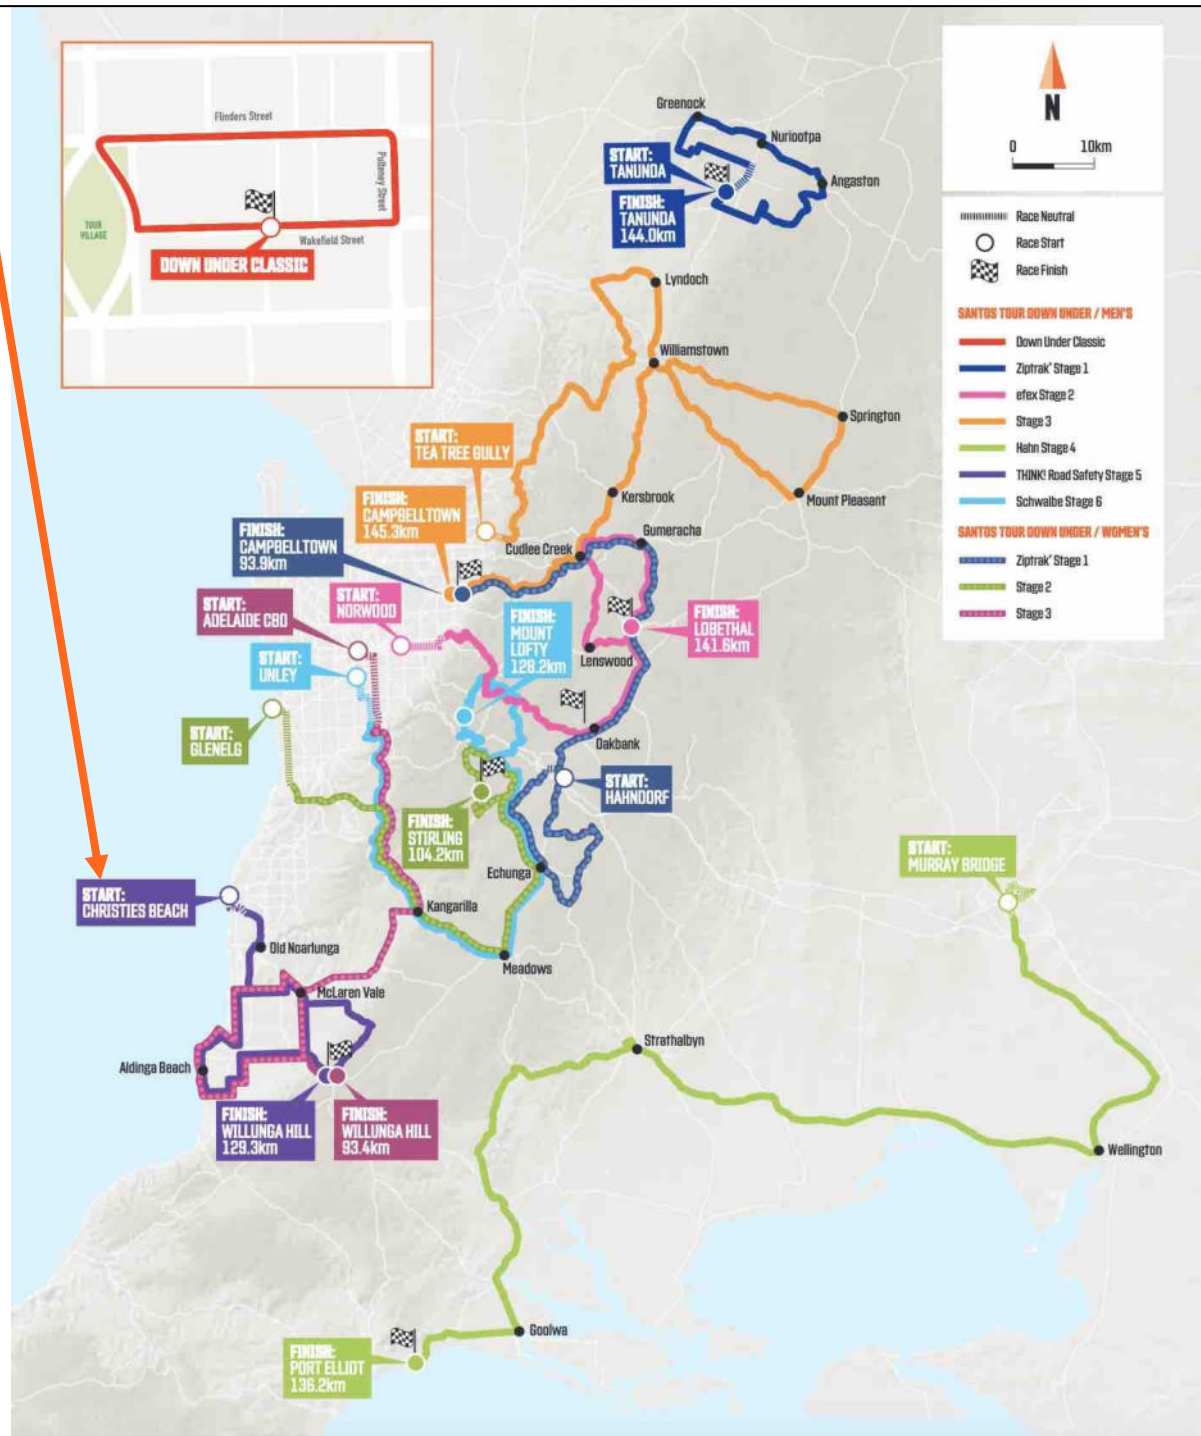 Flinders Street
Pulteney Street
TOUR
VILLAGE
Wakefield Street
DOWN UNDER CLASSIC
N
0 10km
Race Neutral
Race Start
Race Finish
SANTOS TOUR DOWN UNDER / MEN'S
Down Under Classic
Ziptrak® Stage 1
efex Stage 2
Stage 3
Hahn Stage 4
THINK! Road Safety Stage 5
Schwalbe Stage 6
SANTOS TOUR DOWN UNDER / WOMEN'S
Ziptrak® Stage 1
Stage 2
Stage 3
Greenock
Nuriootpa
START:
TANUNDA
Angaston
FINISH:
TANUNDA
144.0km
Lyndoch
Williamstown
Springton
START:
TEA TREE GULLY
Kersbrook
Mount Pleasant
FINISH:
CAMPBELLTOWN
145.3km
Gumeracha
FINISH:
CAMPBELLTOWN
93.9km
Cudlee Creek
START:
NORWOOD
START:
ADELAIDE CBD
FINISH:
MOUNT
LOFTY
128.2km
FINISH:
LOBETHAL
141.6km
Lenswood
START:
UNLEY
START:
GLENELG
Oakbank
START:
HAHNDORF
FINISH:
STIRLING
104.2km
START:
MURRAY BRIDGE
Echunga
START:
CHRISTIES BEACH
Kangarilla
Old Noarlunga
Meadows
McLaren Vale
Strathalbyn
Aldinga Beach
FINISH:
WILLUNGA HILL
129.3km
FINISH:
WILLUNGA HILL
93.4km
Wellington
Goolwa
FINISH:
PORT ELLIOT
136.2km